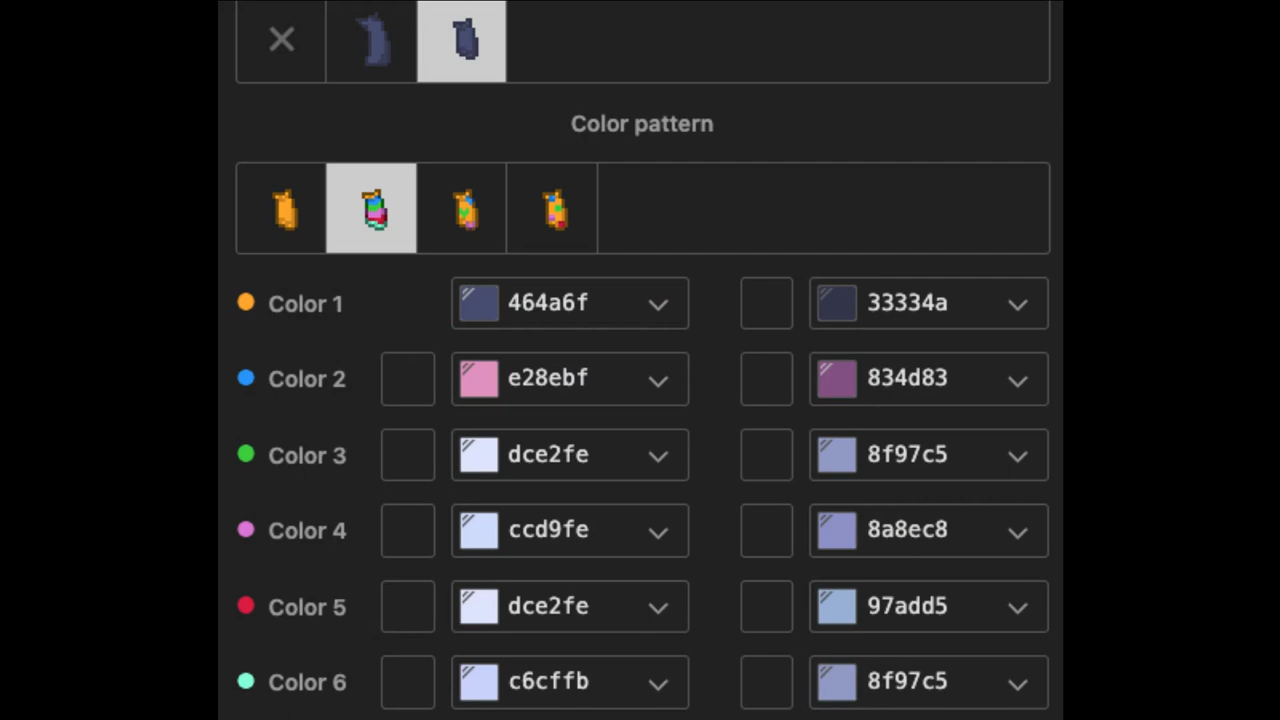 Color pattern
Color 1 464a6f 33334a
Color 2 e28ebf 834d83
Color 3 dce2fe 8f97c5
Color 4 ccd9fe 8a8ec8
Color 5 dce2fe 97add5
Color 6 c6cffb 8f97c5